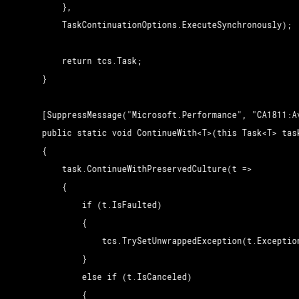 },
TaskContinuationOptions.ExecuteSynchronously);
return tcs.Task;
}
[SuppressMessage("Microsoft.Performance", "CA1811:Av
public static void ContinueWith<T>(this Task<T> task
{
task.ContinueWithPreservedCulture(t =>
{
if (t.IsFaulted)
{
tcs.TrySetUnwrappedException(t.Exception
}
else if (t.IsCanceled)
{